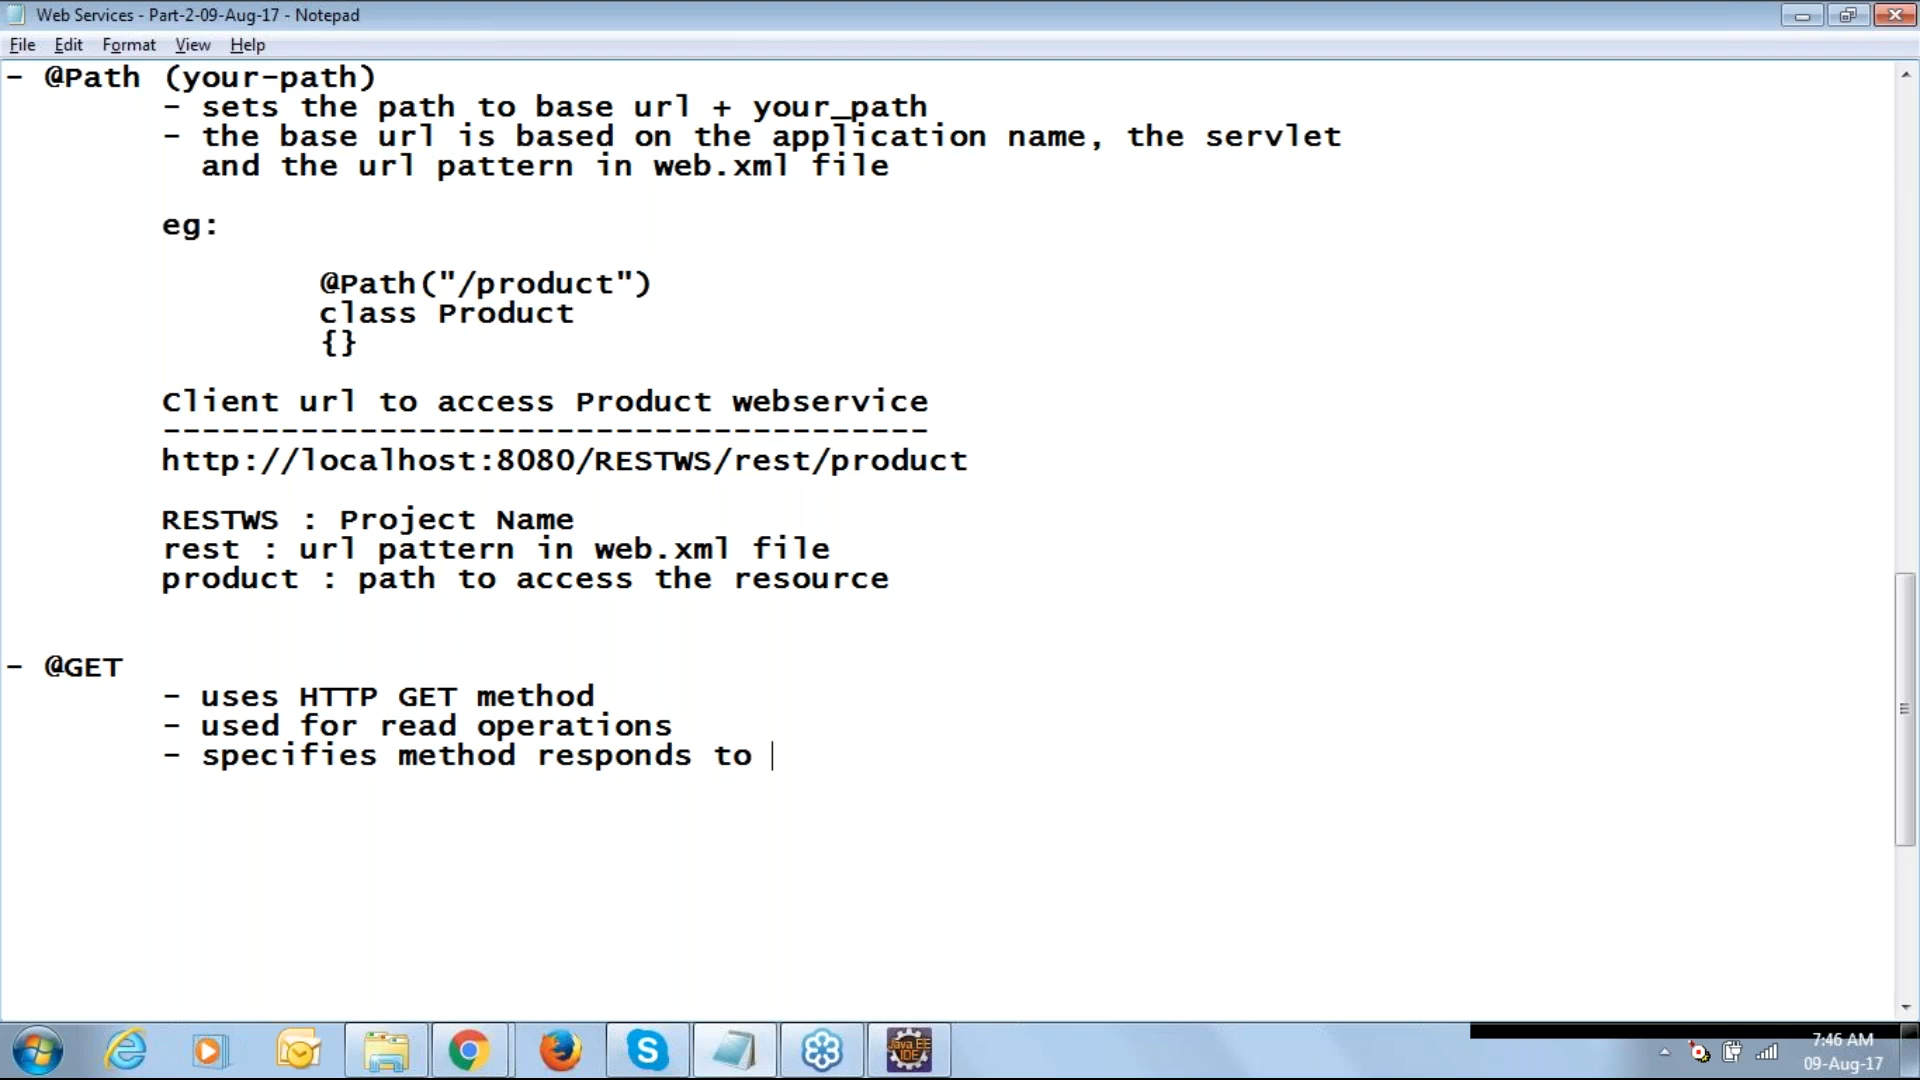 Web Services - Part-2-09-Aug-17 - Notepad
File Edit Format View Help
- @Path (your-path)
- sets the path to base url + your_path
- the base url is based on the application name, the servlet
and the url pattern in web.xml file
eg:
@Path("/product")
class Product
{}
Client url to access Product webservice
---------------------------------------
http://localhost:8080/RESTWS/rest/product
RESTWS : Project Name
rest : url pattern in web.xml file
product : path to access the resource
- @GET
- uses HTTP GET method
- used for read operations
- specifies method responds to
Java EE
IDE
7:46 AM
09-Aug-17